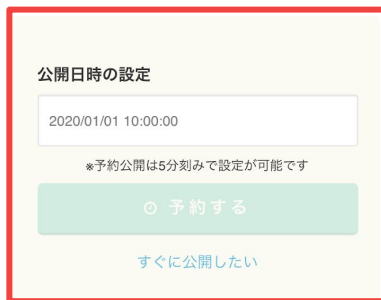 公開日時の設定
2020/01/01 10:00:00
※予約公開は5分刻みで設定が可能です
予約する
すぐに公開したい